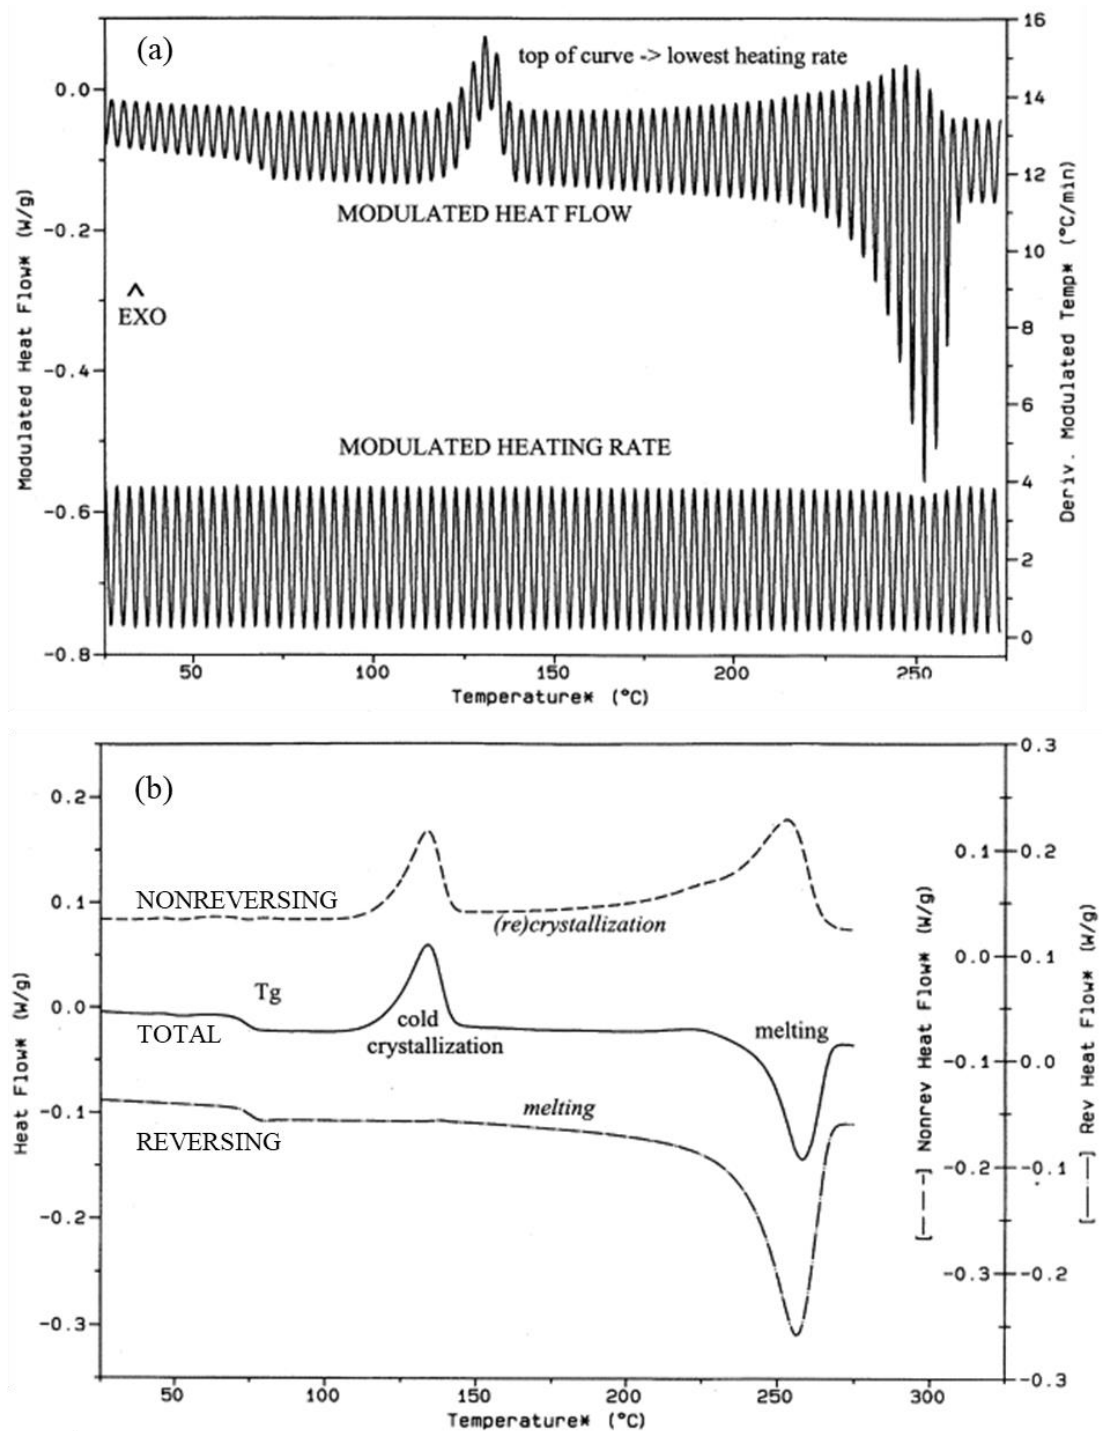 (a)
top of curve -> lowest heating rate
MODULATED HEAT FLOW
^
EXO
MODULATED HEATING RATE
0.0
-0.2
-0.4
-0.6
-0.8
Modulated Heat Flow* (W/g)
16
14
12
10
8
6
4
2
0
Deriv. Modulated Temp* (°C/min)
50 100 150 200 250
Temperature* (°C)
(b)
NONREVERSING
(re)crystallization
Tg
TOTAL
cold
crystallization
melting
melting
REVERSING
0.2
0.1
0.0
-0.1
-0.2
-0.3
Heat Flow* (W/g)
0.1
0.0
-0.1
-0.2
-0.3
[– – – –] Nonrev Heat Flow* (W/g)
0.3
0.2
0.1
0.0
-0.1
-0.2
-0.3
[—— – ——] Rev Heat Flow* (W/g)
50 100 150 200 250 300
Temperature* (°C)